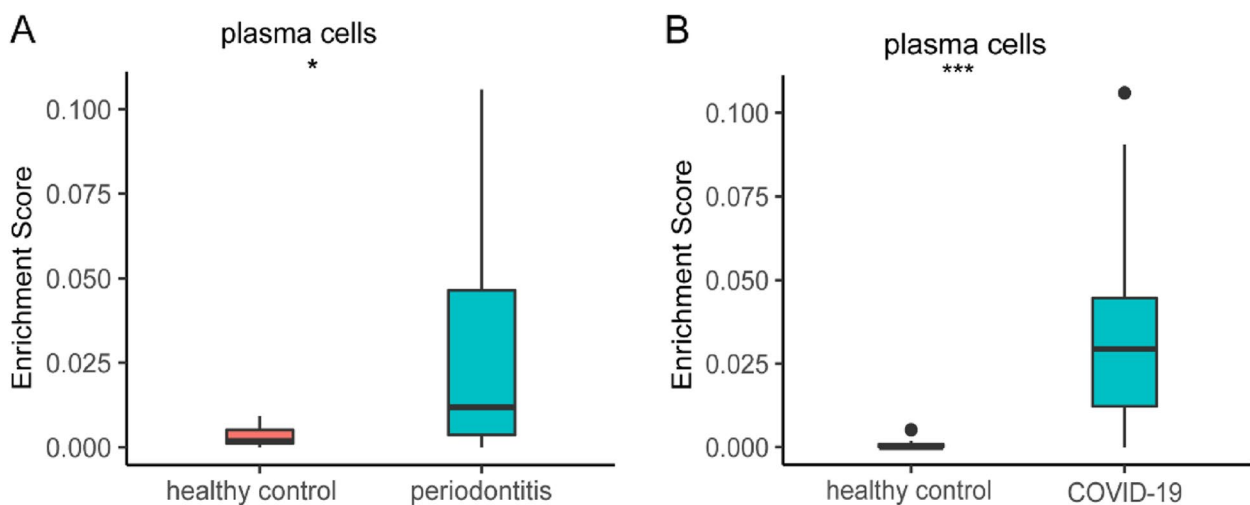 A
plasma cells
*
Enrichment Score
0.100
0.075
0.050
0.025
0.000
healthy control
periodontitis
B
plasma cells
***
Enrichment Score
0.100
0.075
0.050
0.025
0.000
healthy control
COVID-19